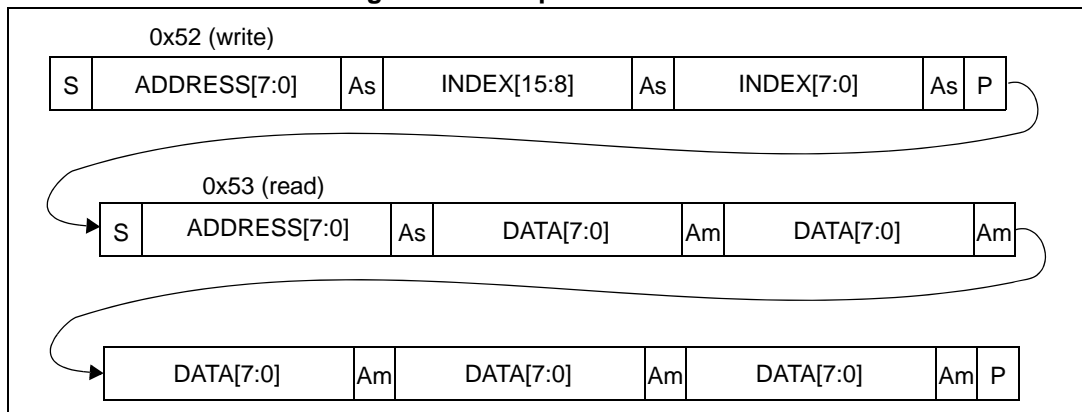 0x52 (write)
S ADDRESS[7:0] As INDEX[15:8] As INDEX[7:0] As P
0x53 (read)
S ADDRESS[7:0] As DATA[7:0] Am DATA[7:0] Am
DATA[7:0] Am DATA[7:0] Am DATA[7:0] Am P